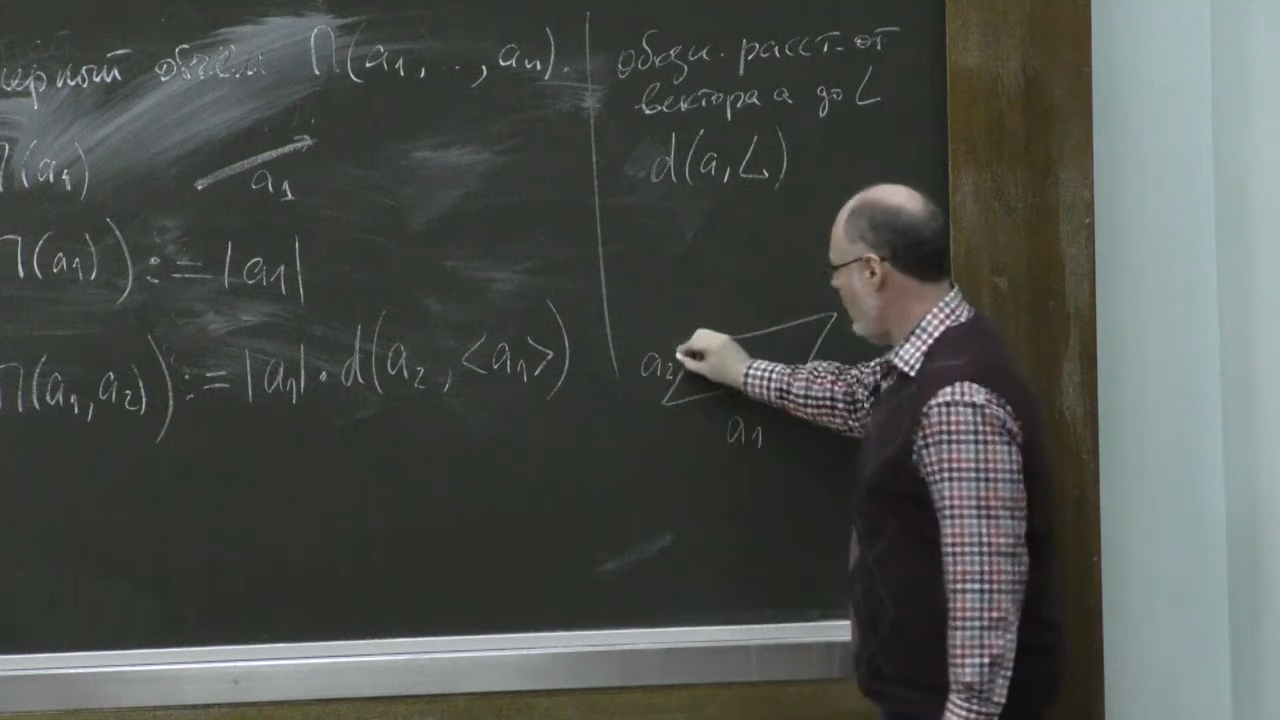 мерный объём П(a₁, .., aₙ).
П(a₁)
a₁
П(a₁)) := |a₁|
П(a₁, a₂)) := |a₁| · d(a₂, <a₁>)
обозн. расст. от
вектора a до L
d(a, L)
a₂
a₁